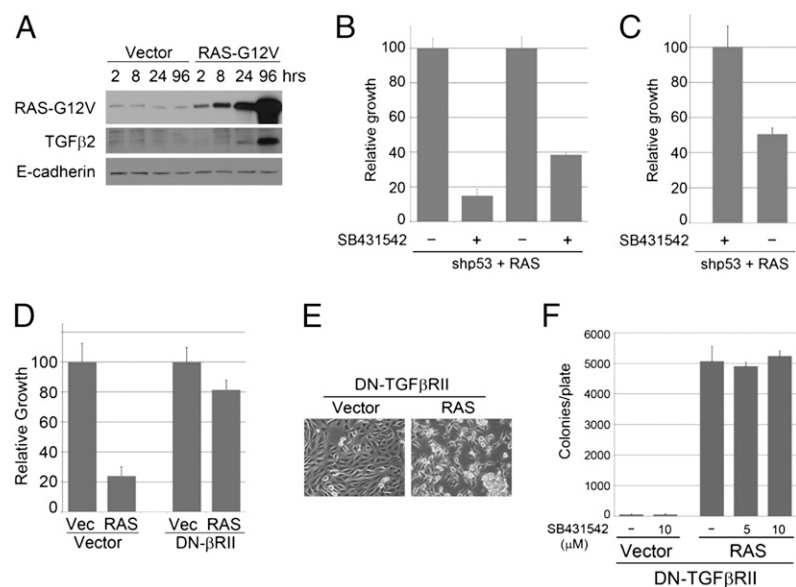 A
Vector RAS-G12V
2 8 24 96 2 8 24 96 hrs
RAS-G12V
TGFβ2
E-cadherin
B
Relative growth
100
80
60
40
20
0
SB431542 − + − +
shp53 + RAS
C
Relative growth
100
80
60
40
20
0
SB431542 + −
shp53 + RAS
D
Relative Growth
100
80
60
40
20
0
Vec RAS Vec RAS
Vector DN-βRII
E
DN-TGFβRII
Vector RAS
F
Colonies/plate
6000
5000
4000
3000
2000
1000
0
SB431542 − 10 − 5 10
(μM)
Vector RAS
DN-TGFβRII